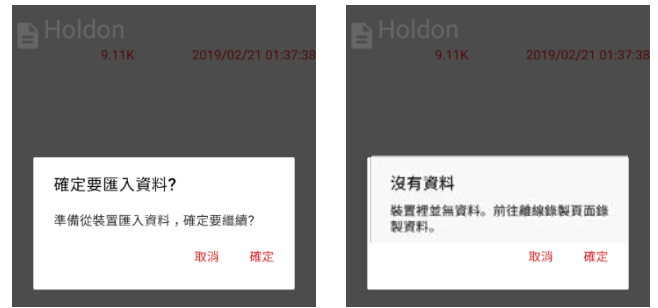 Holdon
9.11K 2019/02/21 01:37:38
確定要匯入資料?
準備從裝置匯入資料，確定要繼續?
取消 確定
Holdon
9.11K 2019/02/21 01:37:38
沒有資料
裝置裡並無資料。前往離線錄製頁面錄
製資料。
取消 確定